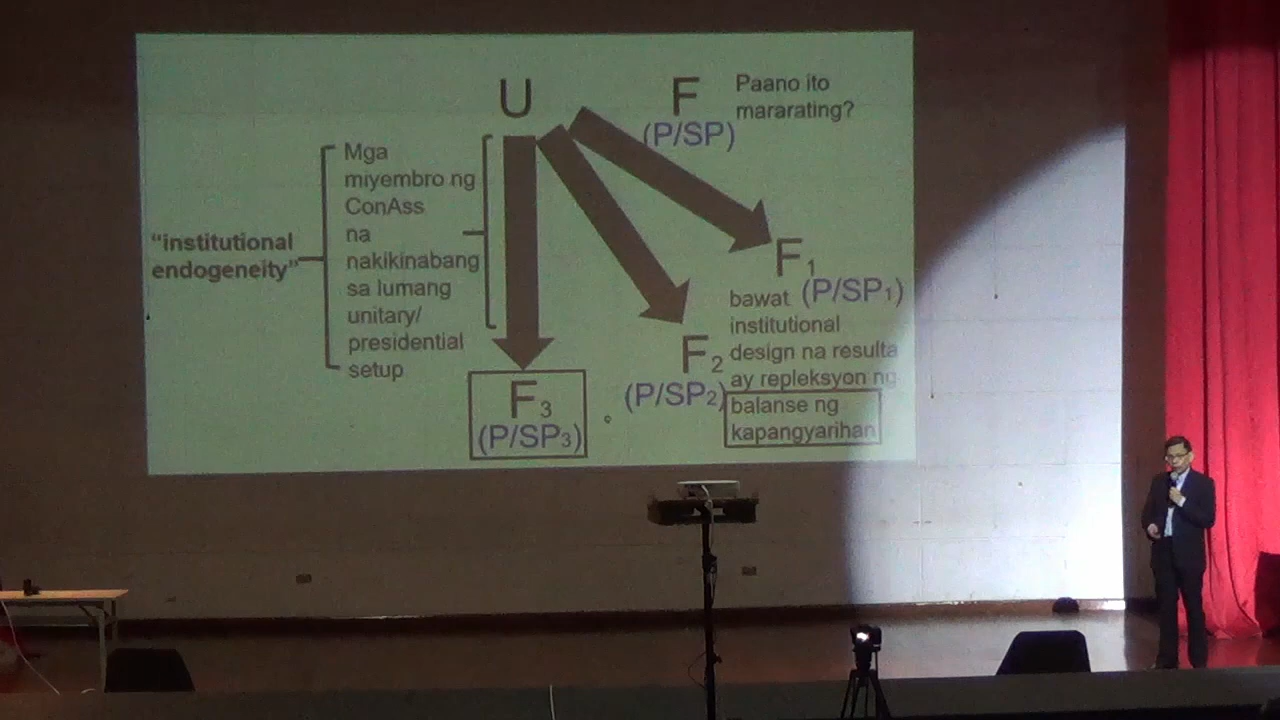 U
F
(P/SP)
Paano ito
mararating?
"institutional
endogeneity"
Mga
miyembro ng
ConAss
na
nakikinabang
sa lumang
unitary/
presidential
setup
F1
(P/SP1)
F2
(P/SP2)
F3
(P/SP3)
bawat
institutional
design na resulta
ay repleksyon ng
balanse ng
kapangyarihan